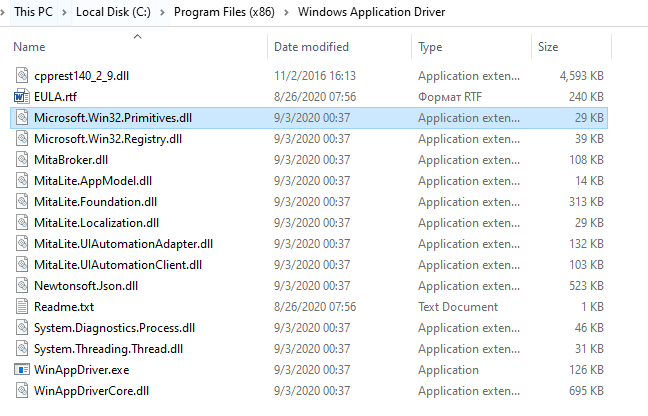 This PC > Local Disk (C:) > Program Files (x86) > Windows Application Driver
Name Date modified Type Size
cpprest140_2_9.dll 11/2/2016 16:13 Application exten... 4,593 KB
EULA.rtf 8/26/2020 07:56 Формат RTF 240 KB
Microsoft.Win32.Primitives.dll 9/3/2020 00:37 Application exten... 29 KB
Microsoft.Win32.Registry.dll 9/3/2020 00:37 Application exten... 39 KB
MitaBroker.dll 9/3/2020 00:37 Application exten... 108 KB
MitaLite.AppModel.dll 9/3/2020 00:37 Application exten... 14 KB
MitaLite.Foundation.dll 9/3/2020 00:37 Application exten... 313 KB
MitaLite.Localization.dll 9/3/2020 00:37 Application exten... 29 KB
MitaLite.UIAutomationAdapter.dll 9/3/2020 00:37 Application exten... 132 KB
MitaLite.UIAutomationClient.dll 9/3/2020 00:37 Application exten... 103 KB
Newtonsoft.Json.dll 9/3/2020 00:37 Application exten... 523 KB
Readme.txt 8/26/2020 07:56 Text Document 1 KB
System.Diagnostics.Process.dll 9/3/2020 00:37 Application exten... 46 KB
System.Threading.Thread.dll 9/3/2020 00:37 Application exten... 31 KB
WinAppDriver.exe 9/3/2020 00:37 Application 126 KB
WinAppDriverCore.dll 9/3/2020 00:37 Application exten... 695 KB